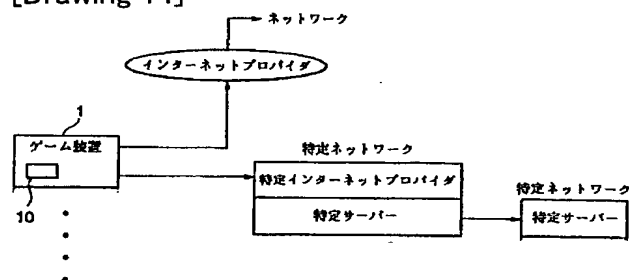 ネットワーク
インターネットプロバイダ
1
ゲーム装置
10
特定ネットワーク
特定インターネットプロバイダ
特定サーバー
特定ネットワーク
特定サーバー